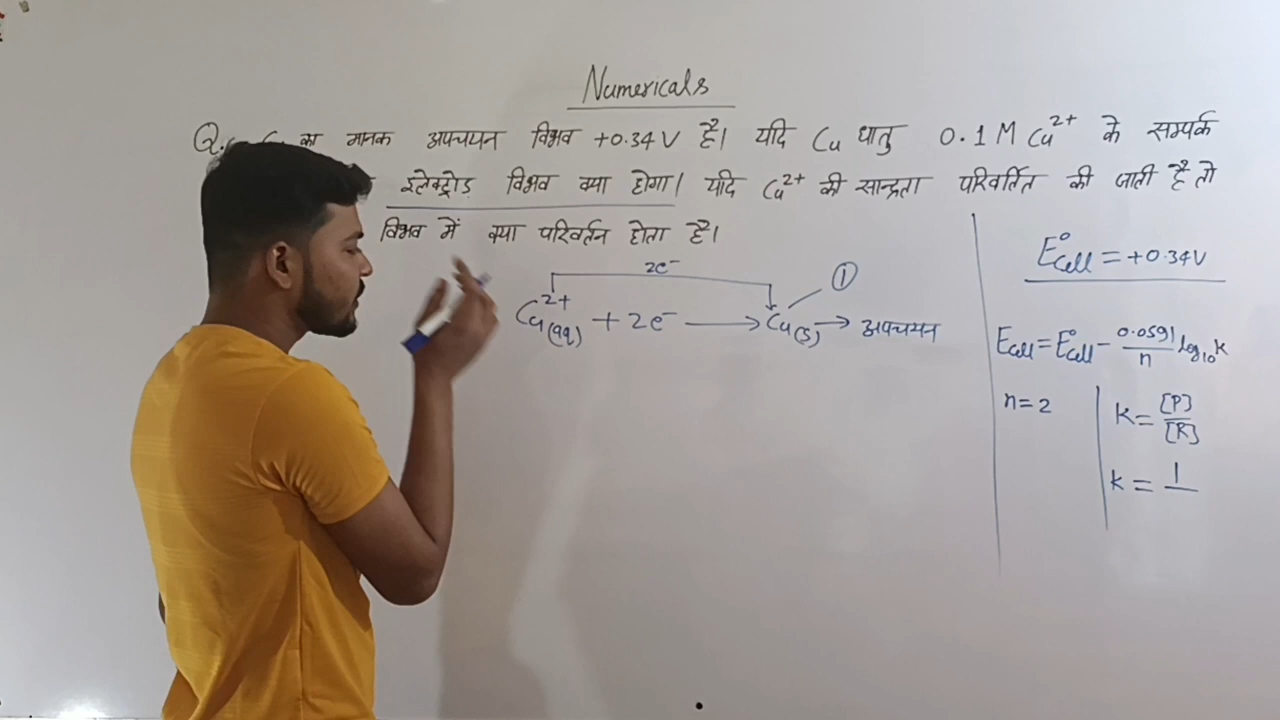 Numericals
Q. का मानक अपचयन विभव +0.34 V है। यदि Cu धातु 0.1 M Cu²⁺ के सम्पर्क
इलेक्ट्रोड विभव क्या होगा। यदि Cu²⁺ की सान्द्रता परिवर्तित की जाती है तो
विभव में क्या परिवर्तन होता है।
2e⁻
①
Cu²⁺(aq) + 2e⁻ ⟶ Cu(s) → अपचयन
E°cell = +0.34V
Ecell = E°cell − 0.0591/n log₁₀K
n = 2
K = [P]/[R]
K = 1/